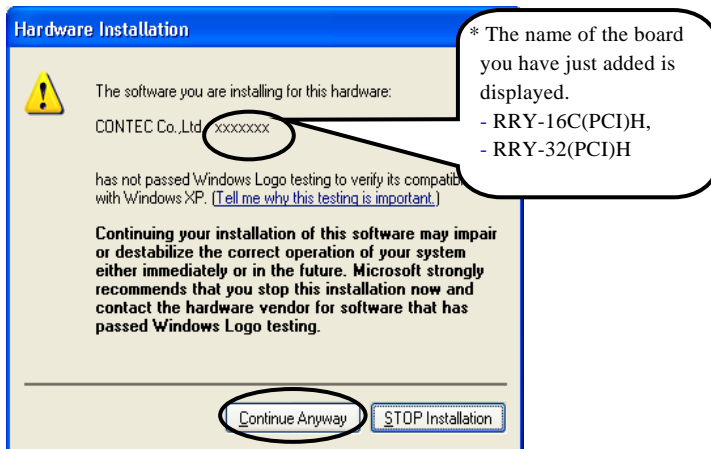 Hardware Installation
* The name of the board
you have just added is
displayed.
- RRY-16C(PCI)H,
- RRY-32(PCI)H
The software you are installing for this hardware:
CONTEC Co.,Ltd xxxxxxx
has not passed Windows Logo testing to verify its
with Windows XP. (Tell me why this testing is important.)
Continuing your installation of this software may impair
or destabilize the correct operation of your system
either immediately or in the future. Microsoft strongly
recommends that you stop this installation now and
contact the hardware vendor for software that has
passed Windows Logo testing.
Continue Anyway STOP Installation